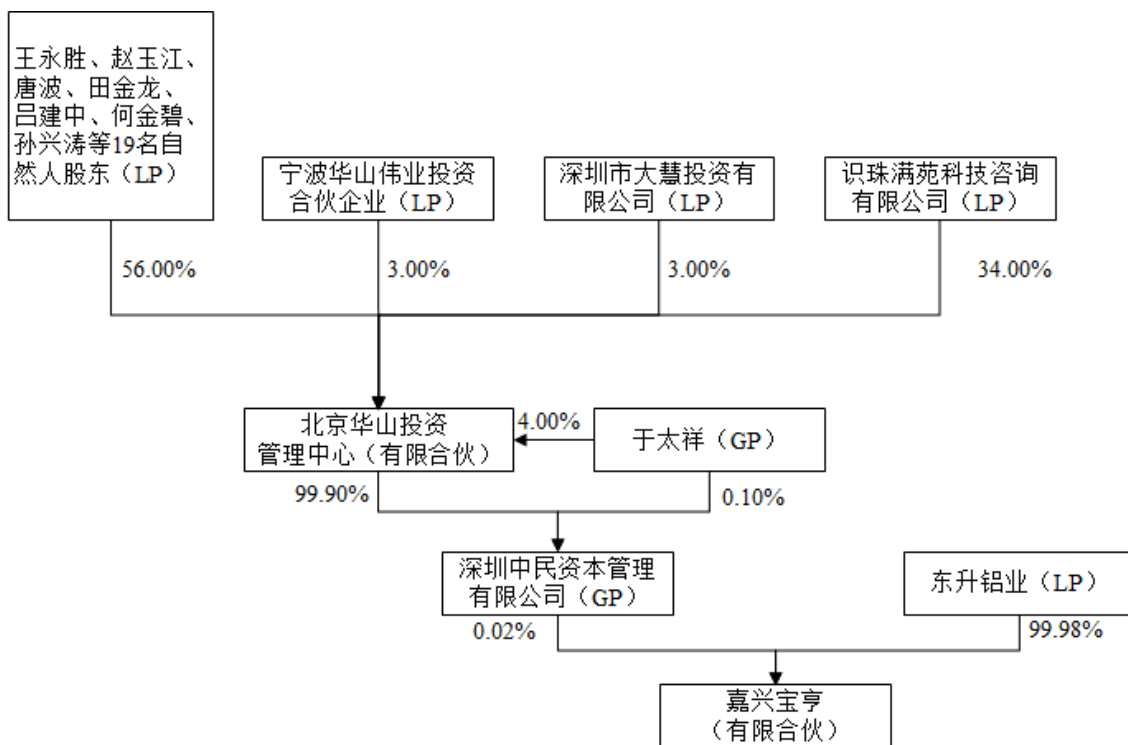 王永胜、赵玉江、
唐波、田金龙、
吕建中、何金碧、
孙兴涛等19名自
然人股东（LP）
宁波华山伟业投资
合伙企业（LP）
深圳市大慧投资有
限公司（LP）
识珠满苑科技咨询
有限公司（LP）
56.00%
3.00%
3.00%
34.00%
北京华山投资
管理中心（有限合伙）
4.00%
于太祥（GP）
99.90%
0.10%
深圳中民资本管理
有限公司（GP）
东升铝业（LP）
0.02%
99.98%
嘉兴宝亨
（有限合伙）